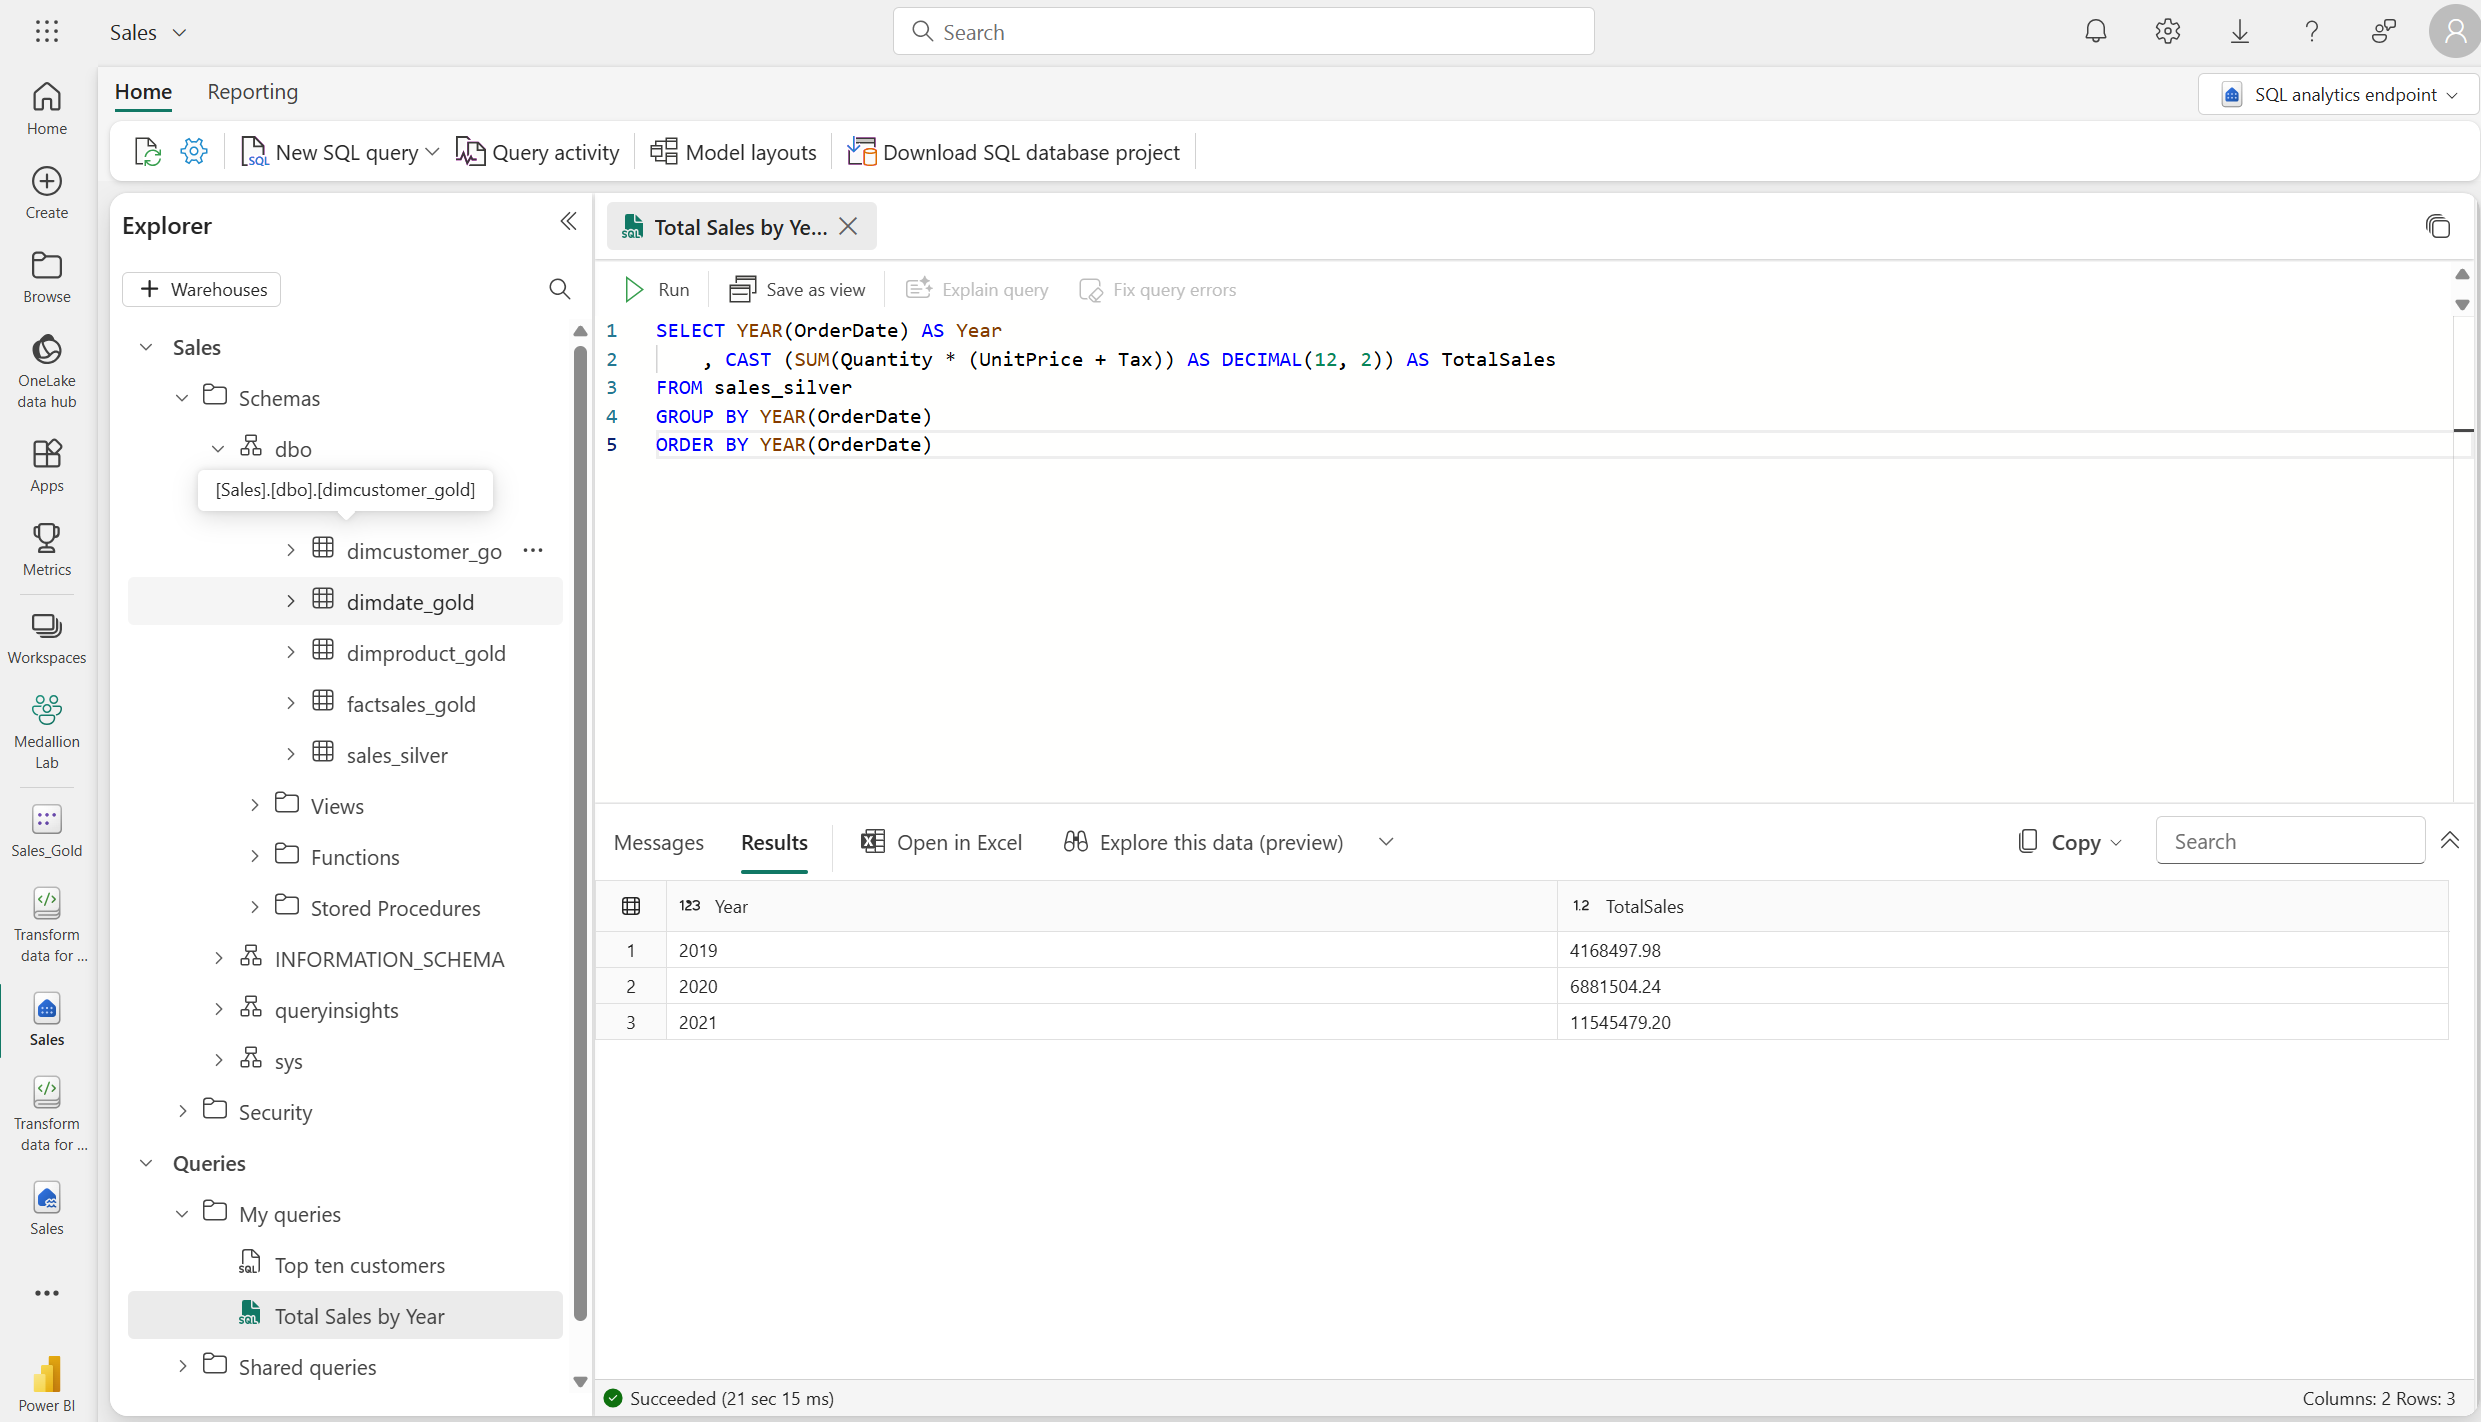 Sales
Search
Home
Reporting
SQL analytics endpoint
New SQL query
Query activity
Model layouts
Download SQL database project
Home
Create
Browse
OneLake
data hub
Apps
Metrics
Workspaces
Medallion
Lab
Sales_Gold
Transform
data for ...
Sales
Transform
data for ...
Sales
Power BI
Explorer
Warehouses
Sales
Schemas
dbo
[Sales].[dbo].[dimcustomer_gold]
dimcustomer_go
dimdate_gold
dimproduct_gold
factsales_gold
sales_silver
Views
Functions
Stored Procedures
INFORMATION_SCHEMA
queryinsights
sys
Security
Queries
My queries
Top ten customers
Total Sales by Year
Shared queries
Total Sales by Ye...
Run
Save as view
Explain query
Fix query errors
1 SELECT YEAR(OrderDate) AS Year
2 , CAST (SUM(Quantity * (UnitPrice + Tax)) AS DECIMAL(12, 2)) AS TotalSales
3 FROM sales_silver
4 GROUP BY YEAR(OrderDate)
5 ORDER BY YEAR(OrderDate)
Messages
Results
Open in Excel
Explore this data (preview)
Copy
Search
123 Year 1.2 TotalSales
1 2019 4168497.98
2 2020 6881504.24
3 2021 11545479.20
Succeeded (21 sec 15 ms)
Columns: 2 Rows: 3